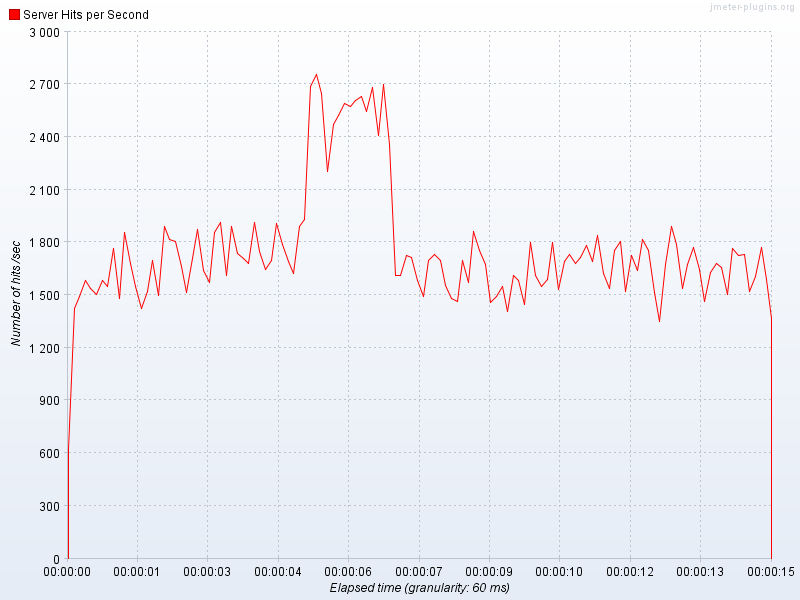 jmeter-plugins.org
Server Hits per Second
3 000
2 700
2 400
2 100
1 800
1 500
1 200
900
600
300
0
Number of hits/sec
00:00:00 00:00:01 00:00:03 00:00:04 00:00:06 00:00:07 00:00:09 00:00:10 00:00:12 00:00:13 00:00:15
Elapsed time (granularity: 60 ms)